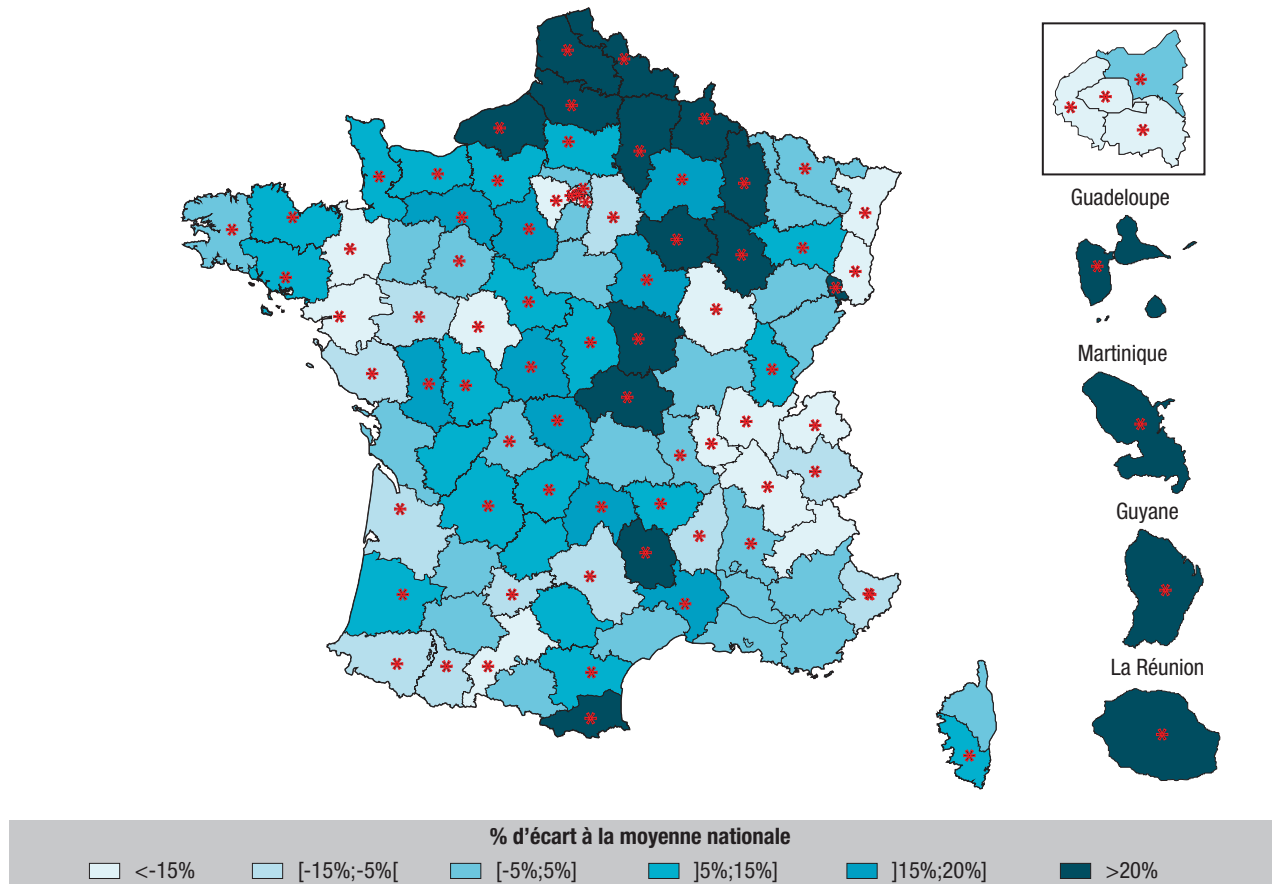 Guadeloupe
Martinique
Guyane
La Réunion
% d'écart à la moyenne nationale
<-15% [-15%;-5%[ [-5%;5%] ]5%;15%] ]15%;20%] >20%